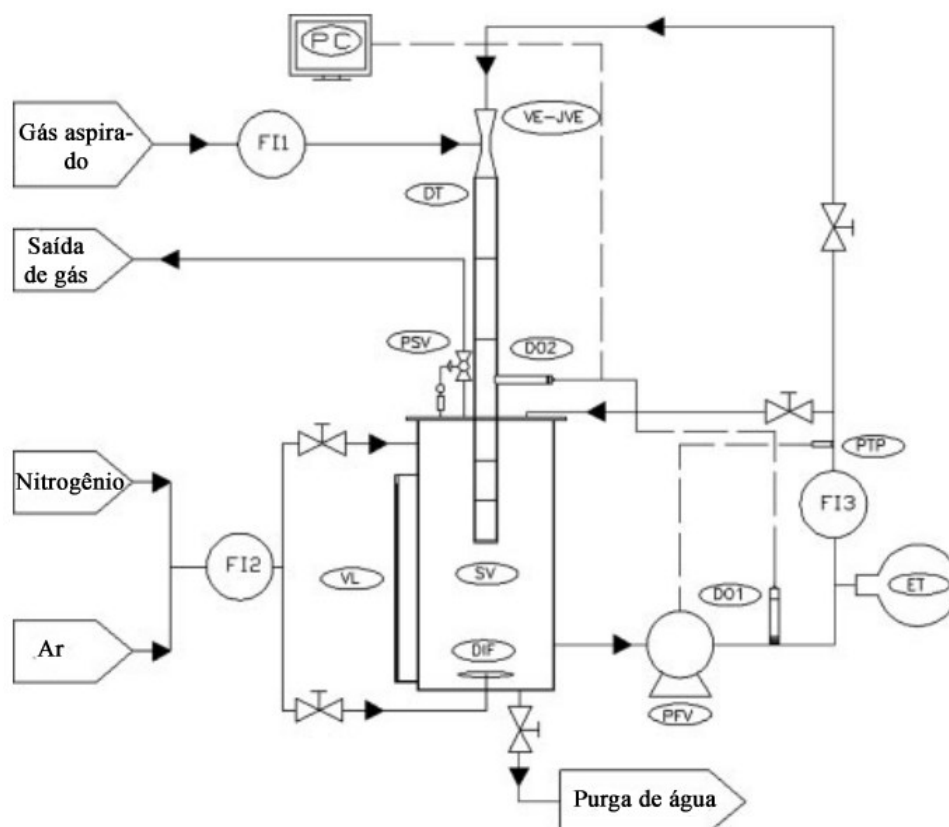 PC
VE-JVE
Gás aspira-
do
FI1
DT
Saída
de gás
PSV
DO2
PTP
Nitrogênio
FI3
FI2
VL
SV
DO1
ET
Ar
DIF
PFV
Purga de água